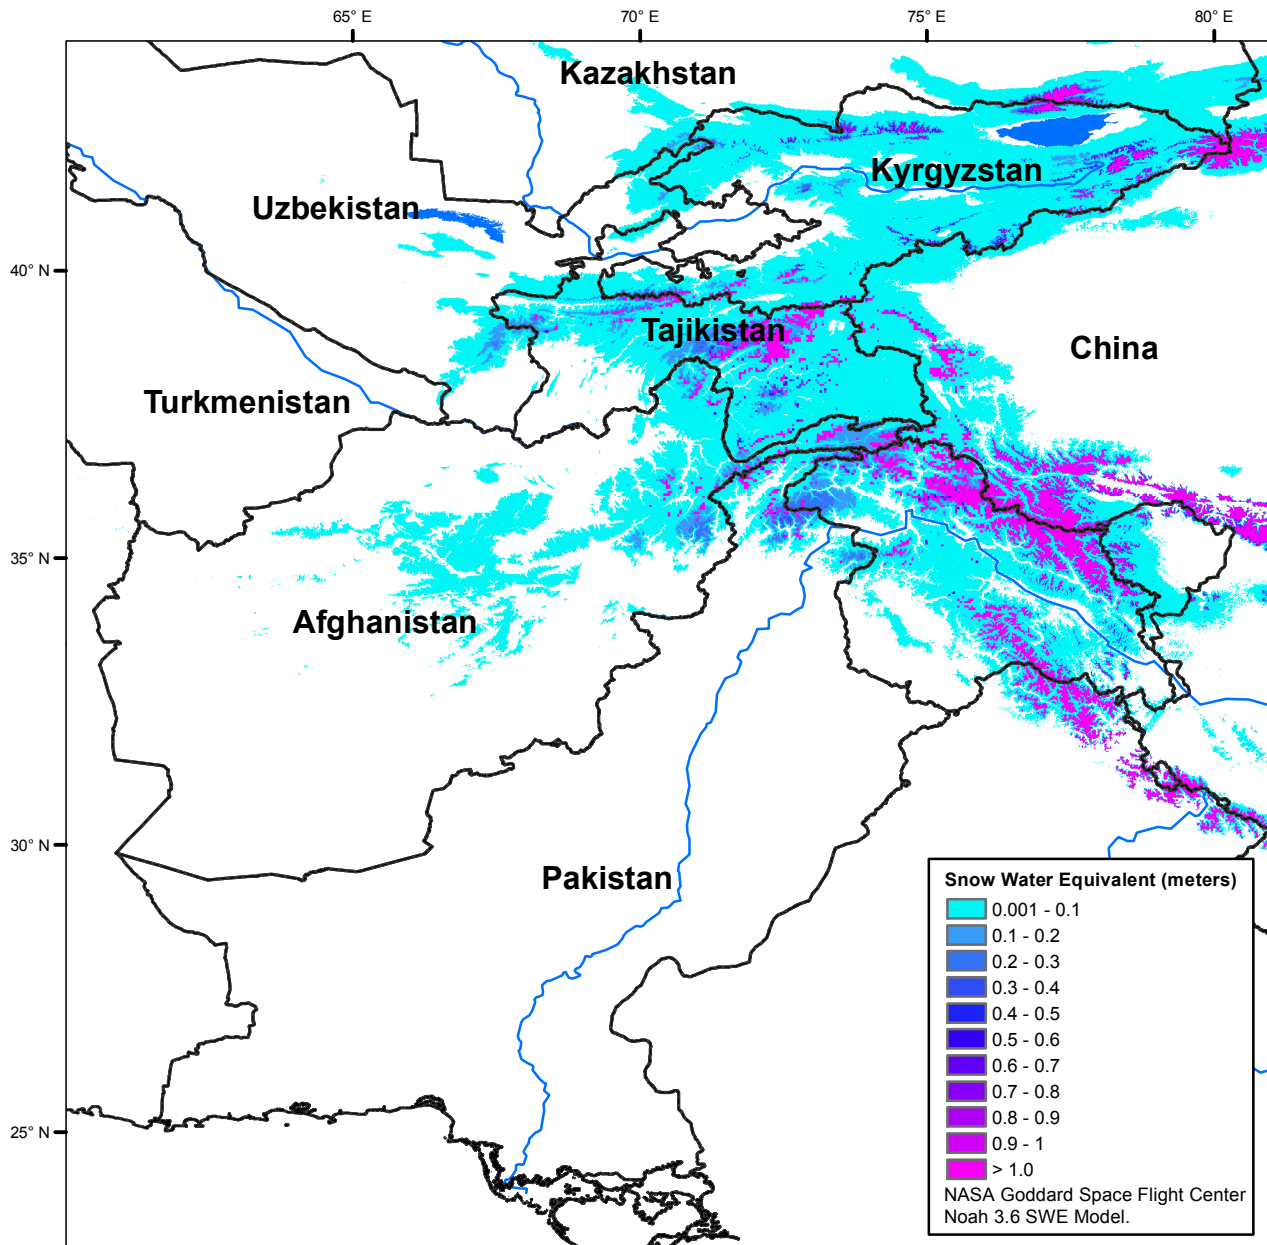 65° E
70° E
75° E
80° E
Kazakhstan
Kyrgyzstan
Uzbekistan
40° N
Tajikistan
China
Turkmenistan
35° N
Afghanistan
30° N
Pakistan
25° N
Snow Water Equivalent (meters)
0.001 - 0.1
0.1 - 0.2
0.2 - 0.3
0.3 - 0.4
0.4 - 0.5
0.5 - 0.6
0.6 - 0.7
0.7 - 0.8
0.8 - 0.9
0.9 - 1
> 1.0
NASA Goddard Space Flight Center
Noah 3.6 SWE Model.